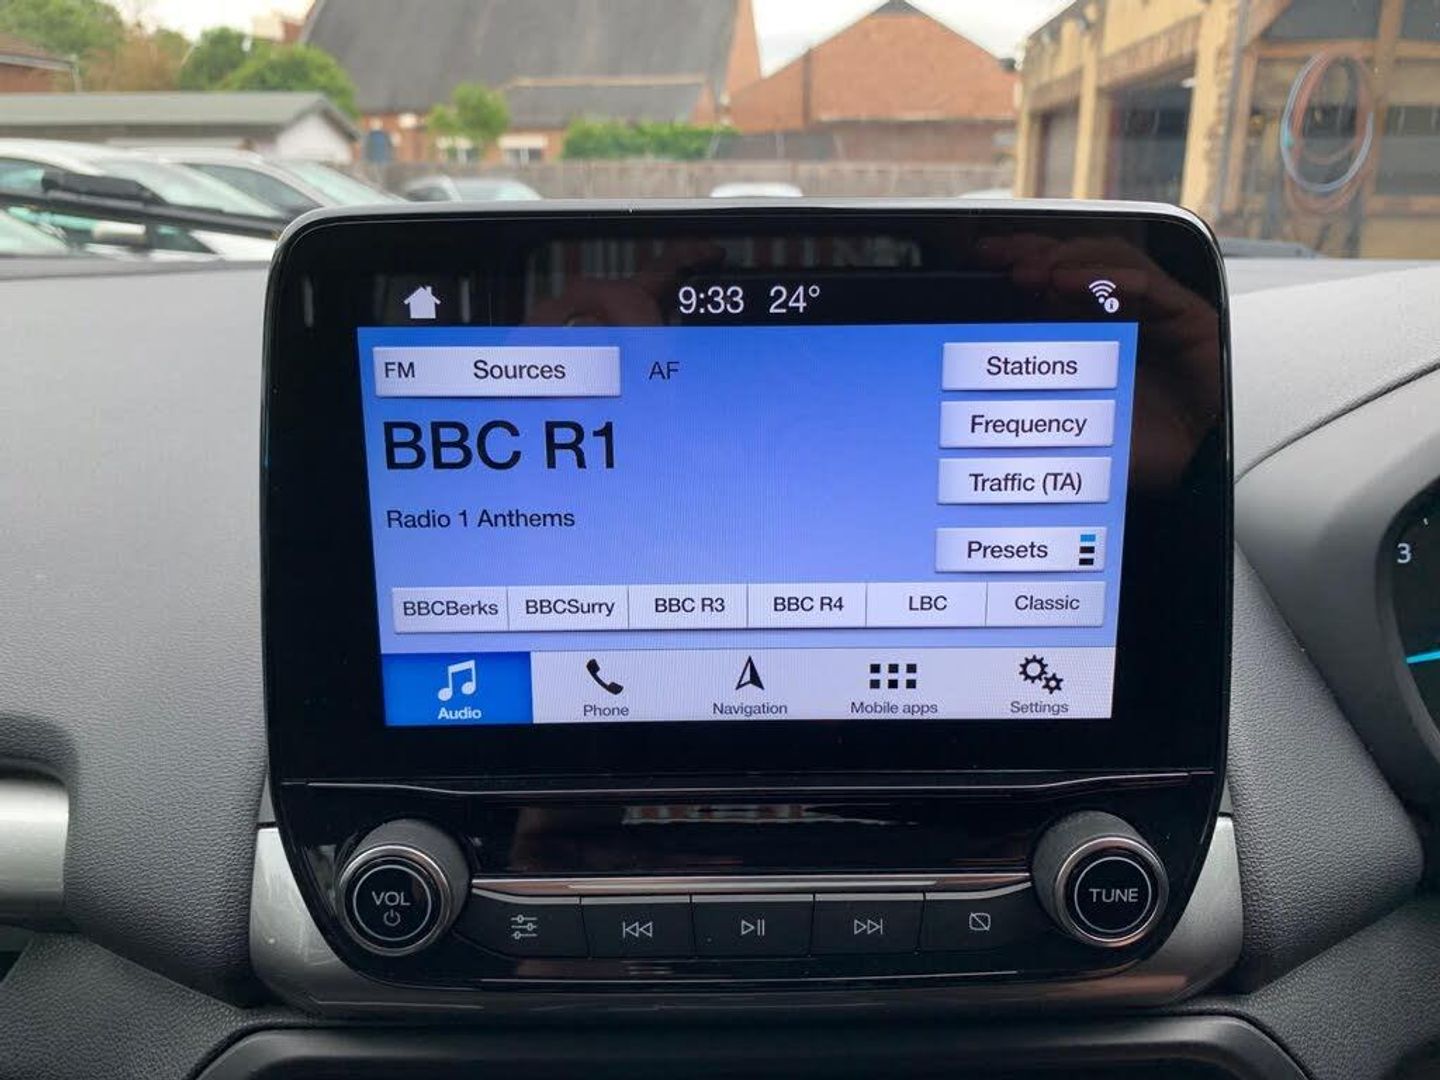 9:33 24°
FM Sources AF Stations
BBC R1
Frequency
Traffic (TA)
Radio 1 Anthems
Presets
BBCBerks BBCSurry BBC R3 BBC R4 LBC Classic
Audio Phone Navigation Mobile apps Settings
VOL
TUNE
3